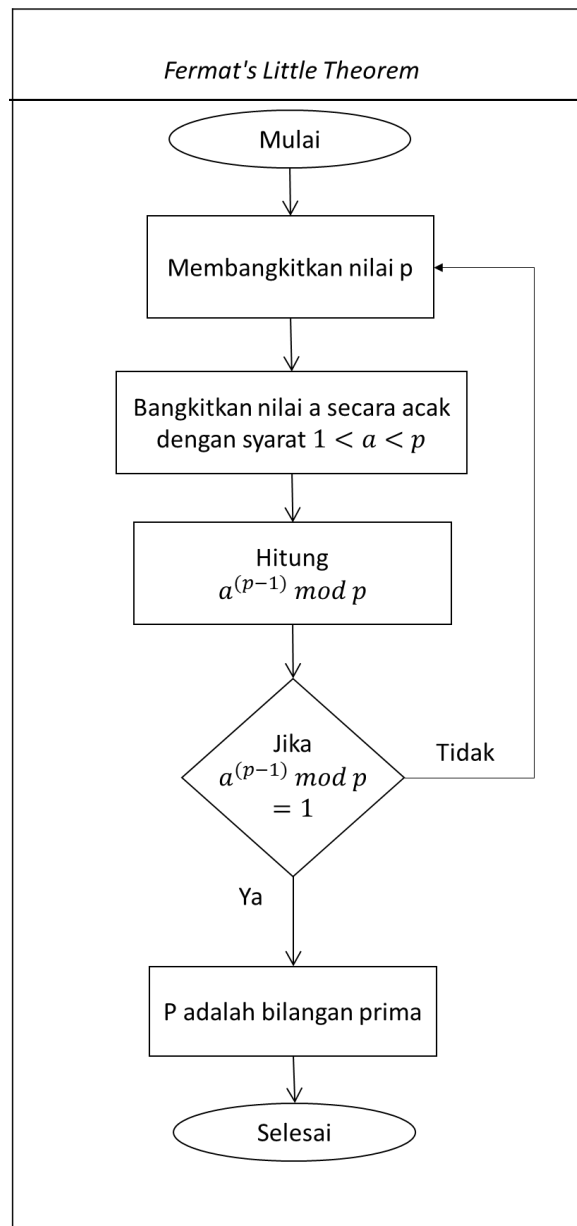 Fermat's Little Theorem
Mulai
Membangkitkan nilai p
Bangkitkan nilai a secara acak
dengan syarat 1 < a < p
Hitung
a^(p−1) mod p
Jika
a^(p−1) mod p
= 1
Tidak
Ya
P adalah bilangan prima
Selesai